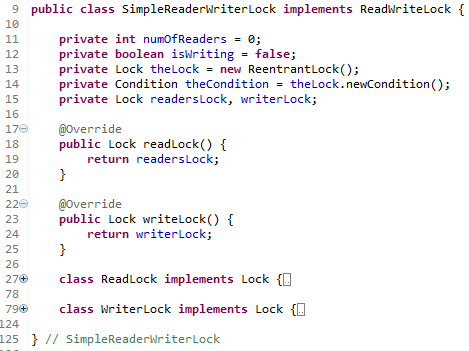 9 public class SimpleReaderWriterLock implements ReadWriteLock {
10
11 private int numOfReaders = 0;
12 private boolean isWriting = false;
13 private Lock theLock = new ReentrantLock();
14 private Condition theCondition = theLock.newCondition();
15 private Lock readersLock, writerLock;
16
17 @Override
18 public Lock readLock() {
19 return readersLock;
20 }
21
22 @Override
23 public Lock writeLock() {
24 return writerLock;
25 }
26
27 class ReadLock implements Lock {
78
79 class WriterLock implements Lock {
124
125 } // SimpleReaderWriterLock